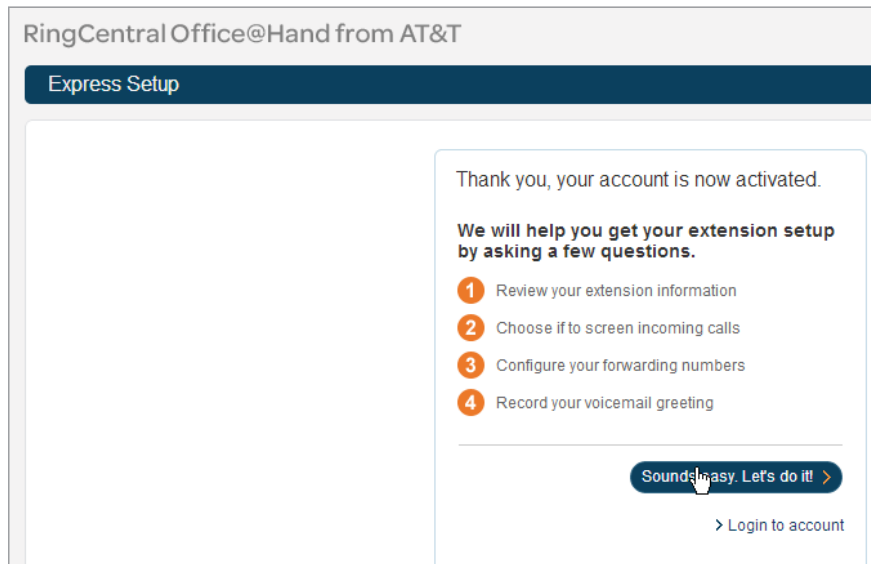 RingCentral Office@Hand from AT&T
Express Setup
Thank you, your account is now activated.
We will help you get your extension setup
by asking a few questions.
1 Review your extension information
2 Choose if to screen incoming calls
3 Configure your forwarding numbers
4 Record your voicemail greeting
Sounds easy. Let's do it! >
> Login to account